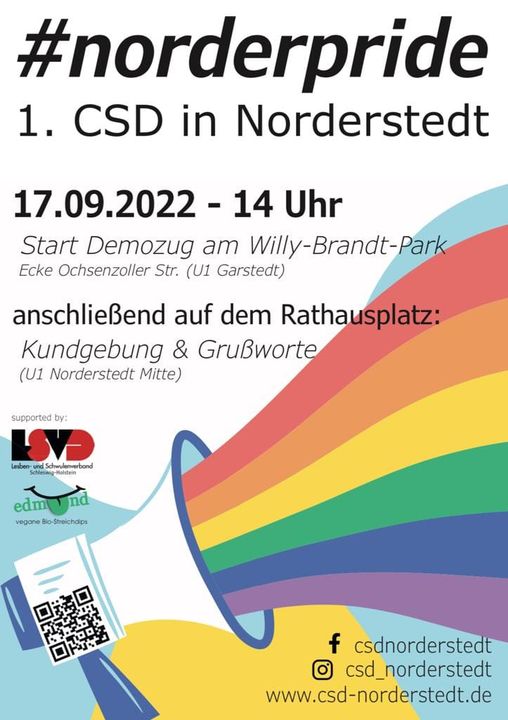 #norderpride
1. CSD in Norderstedt
17.09.2022 - 14 Uhr
Start Demozug am Willy-Brandt-Park
Ecke Ochsenzoller Str. (U1 Garstedt)
anschließend auf dem Rathausplatz:
Kundgebung & Grußworte
(U1 Norderstedt Mitte)
supported by:
LSVD
Lesben- und Schwulenverband
Schleswig-Holstein
edmond
vegane Bio-Streichdips
csdnorderstedt
csd_norderstedt
www.csd-norderstedt.de